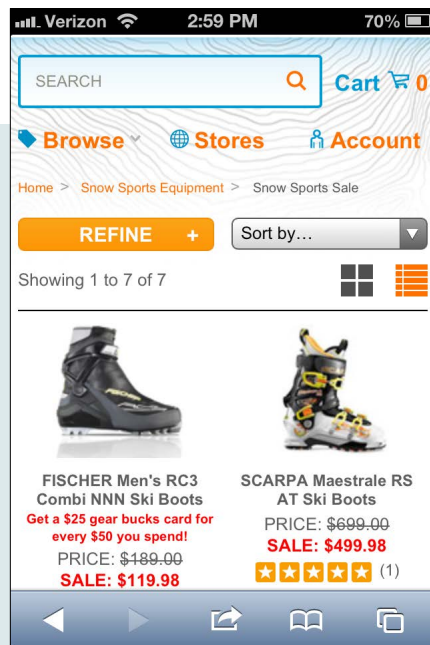 Verizon 2:59 PM 70%
SEARCH Cart 0
Browse Stores Account
Home > Snow Sports Equipment > Snow Sports Sale
REFINE + Sort by...
Showing 1 to 7 of 7
FISCHER
FISCHER Men's RC3
Combi NNN Ski Boots
Get a $25 gear bucks card for
every $50 you spend!
PRICE: $189.00
SALE: $119.98
SCARPA Maestrale RS
AT Ski Boots
PRICE: $699.00
SALE: $499.98
(1)